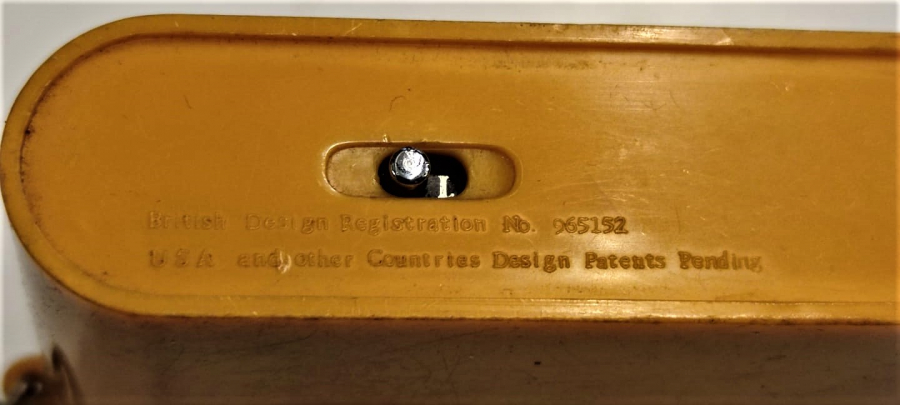 L
British Design Registration No. 965152
U S A and other Countries Design Patents Pending